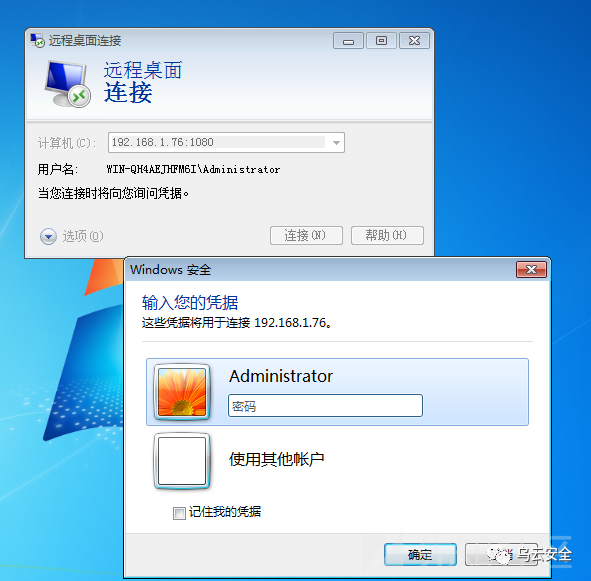 远程桌面连接
远程桌面
连接
计算机(C):
192.168.1.76:1080
用户名:
WIN-QH4AEJHFM6I\Administrator
当您连接时将向您询问凭据。
选项(O)
连接(N)
帮助(H)
Windows 安全
输入您的凭据
这些凭据将用于连接 192.168.1.76。
Administrator
密码
使用其他帐户
记住我的凭据
确定
乌云安全